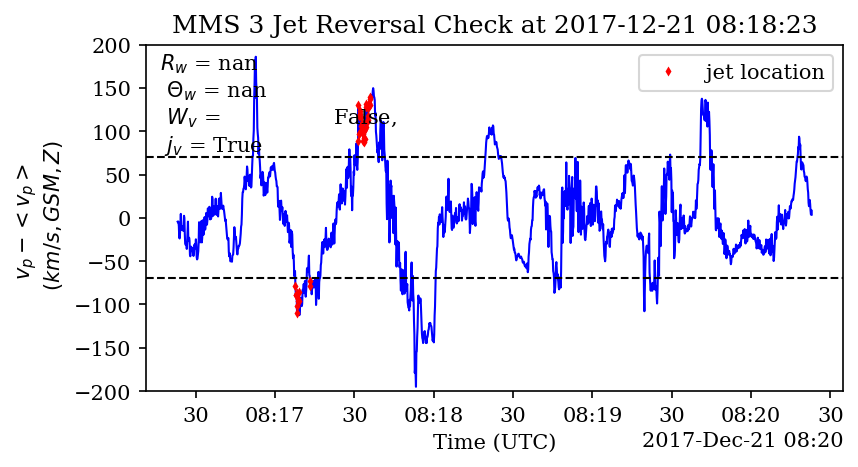 MMS 3 Jet Reversal Check at 2017-12-21 08:18:23
200
150
100
50
0
−50
−100
−150
−200
v_p − < v_p >
(km/s, GSM, Z)
R_w = nan
Θ_w = nan
W_v = False,
j_v = True
jet location
30 08:17 30 08:18 30 08:19 30 08:20 30
Time (UTC)
2017-Dec-21 08:20